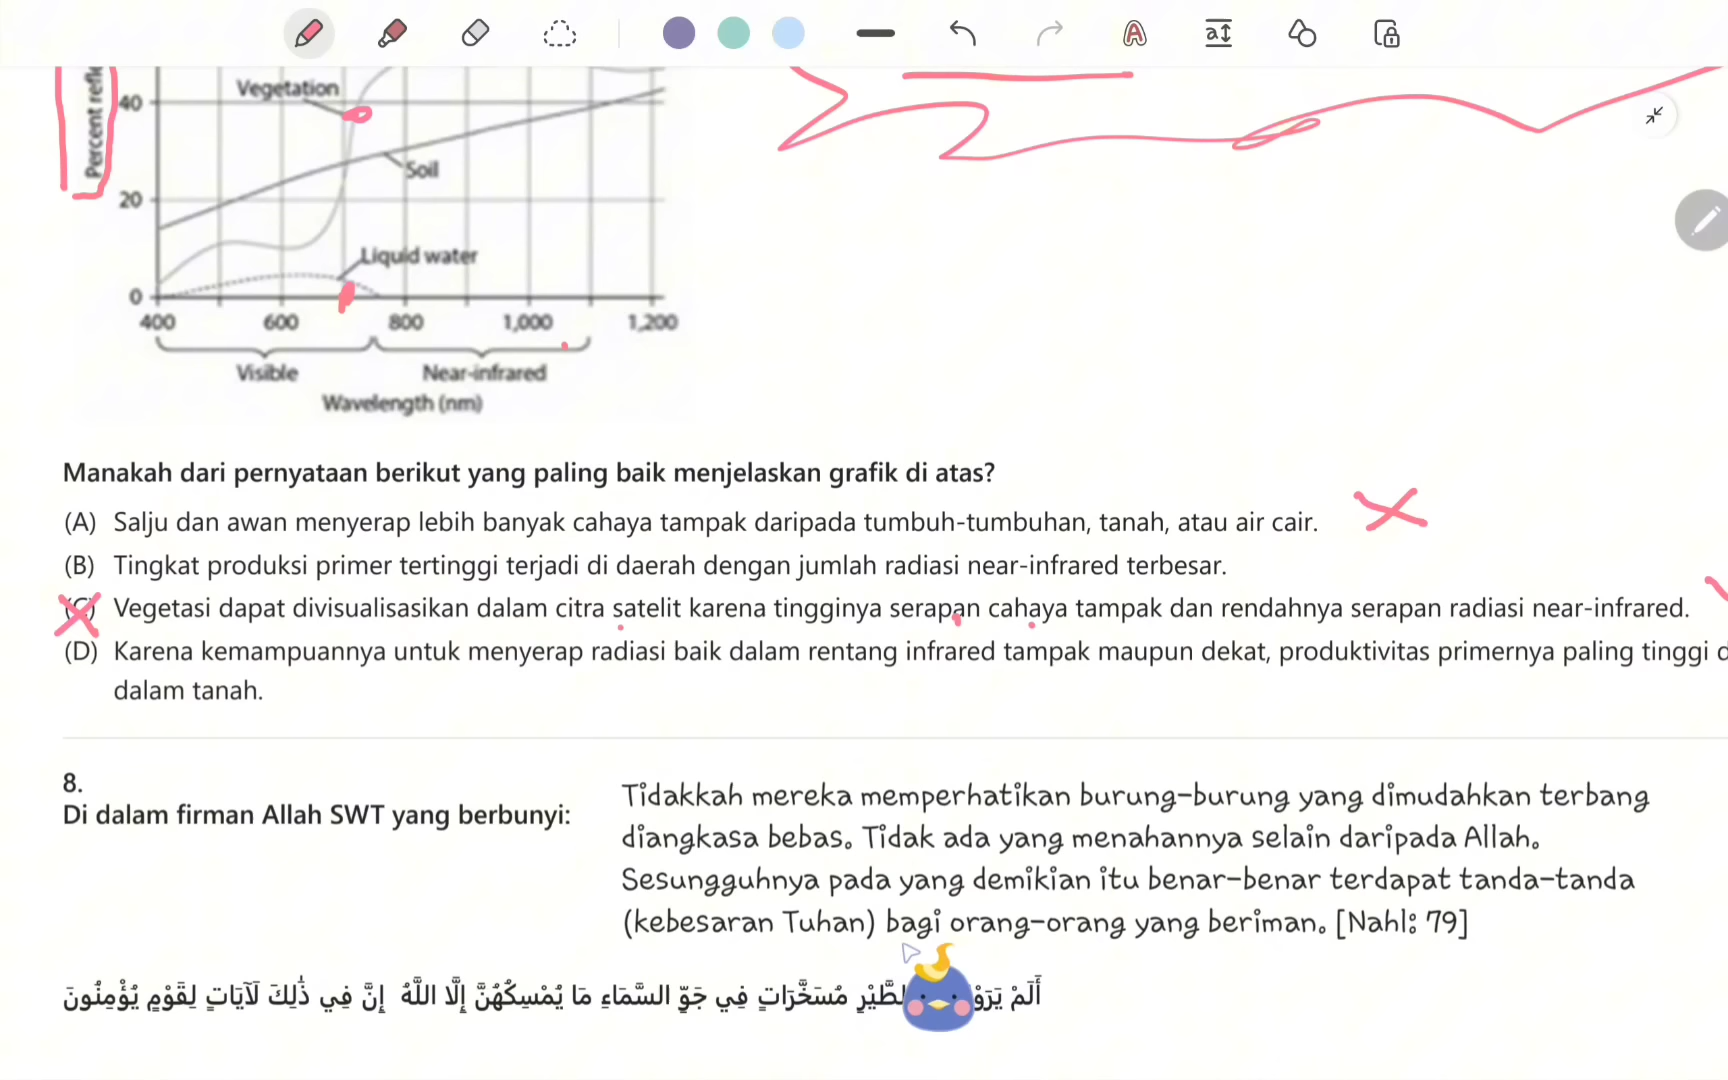 Percent refle
40
Vegetation
Soil
20
Liquid water
0
400 600 800 1,000 1,200
Visible Near-infrared
Wavelength (nm)
Manakah dari pernyataan berikut yang paling baik menjelaskan grafik di atas?
(A) Salju dan awan menyerap lebih banyak cahaya tampak daripada tumbuh-tumbuhan, tanah, atau air cair.
(B) Tingkat produksi primer tertinggi terjadi di daerah dengan jumlah radiasi near-infrared terbesar.
(C) Vegetasi dapat divisualisasikan dalam citra satelit karena tingginya serapan cahaya tampak dan rendahnya serapan radiasi near-infrared.
(D) Karena kemampuannya untuk menyerap radiasi baik dalam rentang infrared tampak maupun dekat, produktivitas primernya paling tinggi d
dalam tanah.
8.
Di dalam firman Allah SWT yang berbunyi:
Tidakkah mereka memperhatikan burung-burung yang dimudahkan terbang
diangkasa bebas. Tidak ada yang menahannya selain daripada Allah.
Sesungguhnya pada yang demikian itu benar-benar terdapat tanda-tanda
(kebesaran Tuhan) bagi orang-orang yang beriman. [Nahl: 79]
أَلَمْ يَرَوْ لطَّيْرِ مُسَخَّرَاتٍ فِي جَوِّ السَّمَاءِ مَا يُمْسِكُهُنَّ إِلَّا اللَّهُ إِنَّ فِي ذَٰلِكَ لَآيَاتٍ لِقَوْمٍ يُؤْمِنُونَ